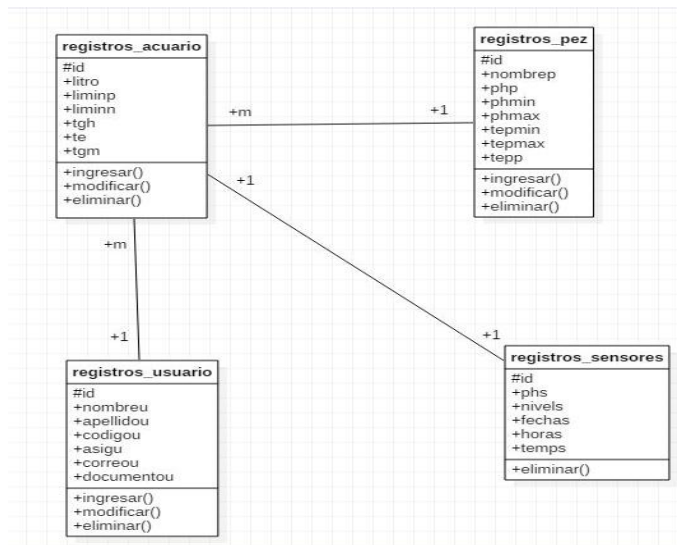 registros_acuario
#id
+litro
+liminp
+liminn
+tgh
+te
+tgm
+ingresar()
+modificar()
+eliminar()
registros_pez
#id
+nombrep
+php
+phmin
+phmax
+tepmin
+tepmax
+tepp
+ingresar()
+modificar()
+eliminar()
+m
+1
+1
+m
+1
+1
registros_usuario
#id
+nombreu
+apellidou
+codigou
+asigu
+correou
+documentou
+ingresar()
+modificar()
+eliminar()
registros_sensores
#id
+phs
+nivels
+fechas
+horas
+temps
+eliminar()